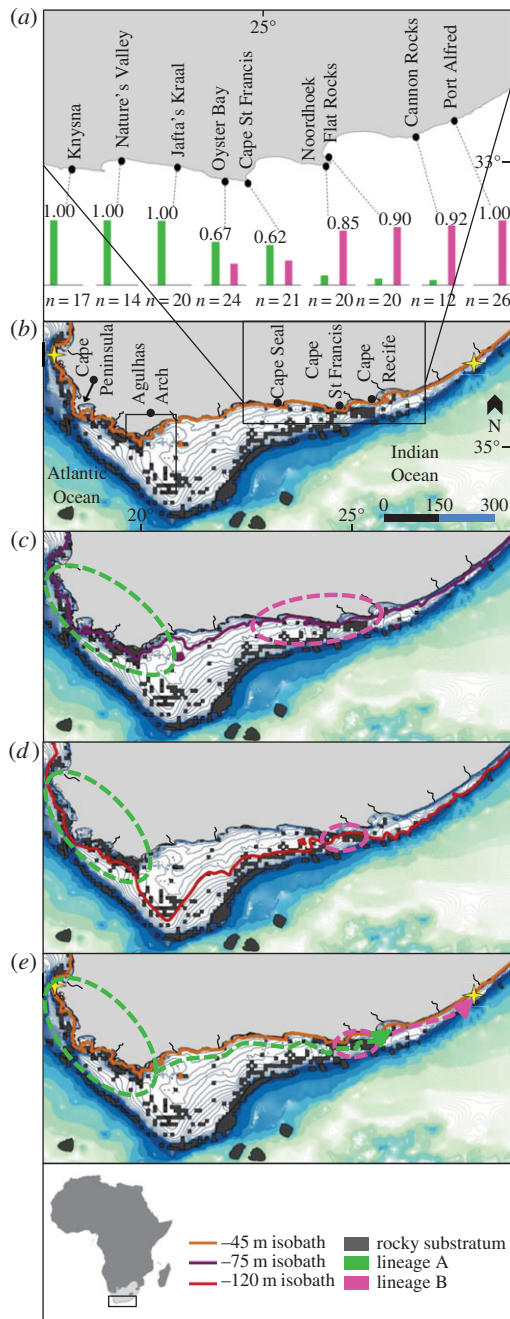 (a)
25°
Knysna
Nature's Valley
Jafta's Kraal
Oyster Bay
Cape St Francis
Noordhoek
Flat Rocks
Cannon Rocks
Port Alfred
33°
1.00
1.00
1.00
0.67
0.62
0.85
0.90
0.92
1.00
n = 17
n = 14
n = 20
n = 24
n = 21
n = 20
n = 20
n = 12
n = 26
(b)
Cape
Peninsula
Agulhas
Arch
Cape Seal
Cape
St Francis
Cape
Recife
N
35°
Atlantic
Ocean
Indian
Ocean
20°
25°
0
150
300
(c)
(d)
(e)
–45 m isobath
–75 m isobath
–120 m isobath
rocky substratum
lineage A
lineage B